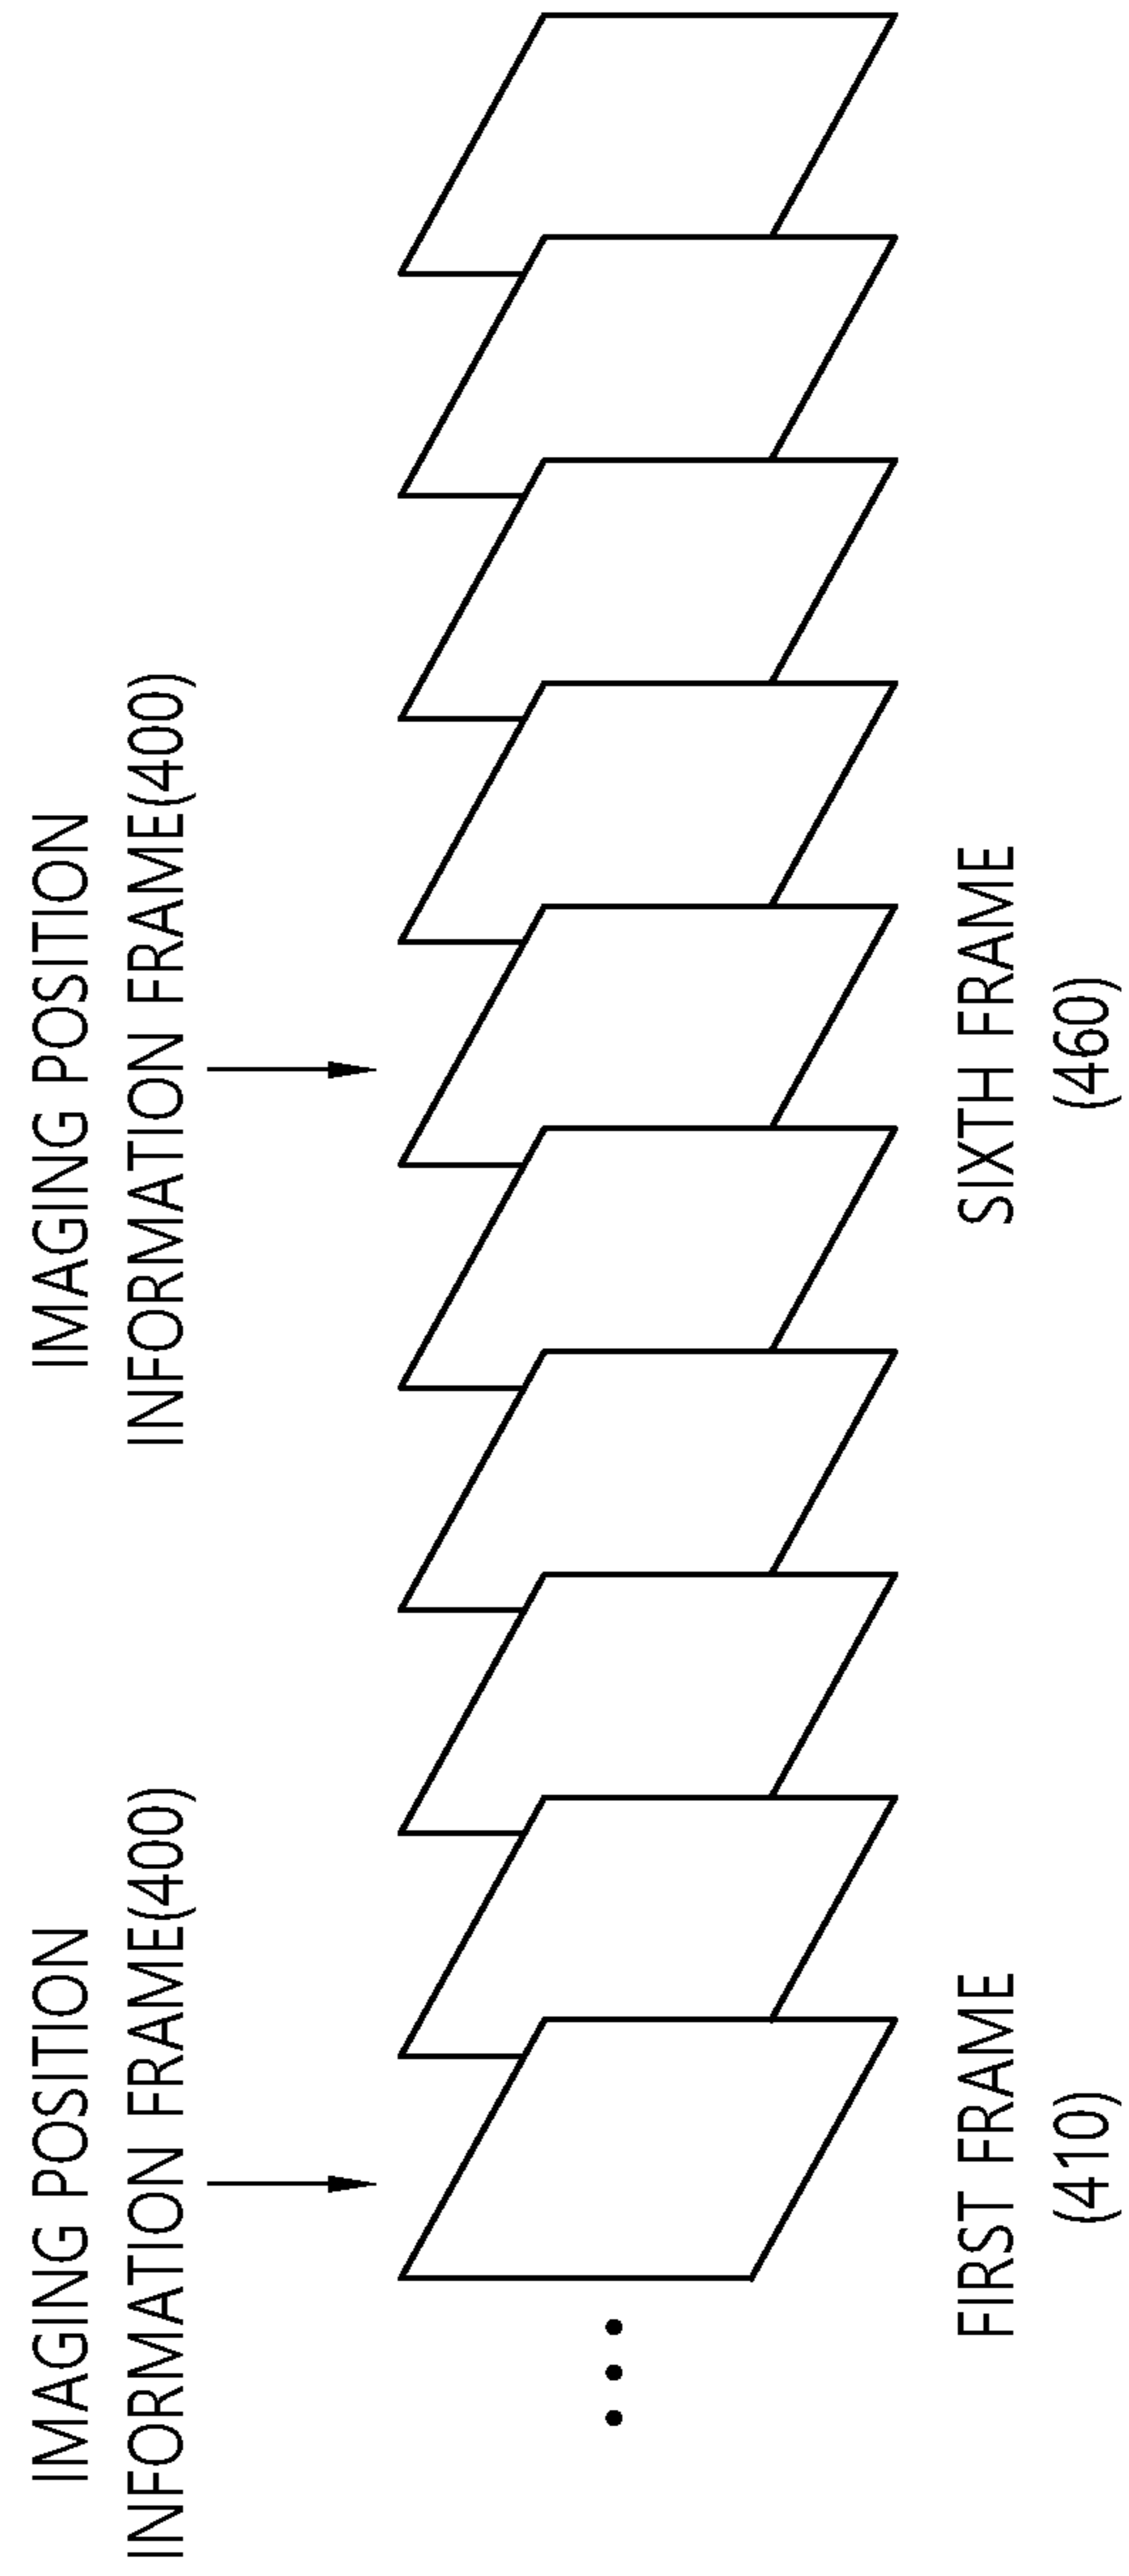 IMAGING POSITION
INFORMATION FRAME(400)
IMAGING POSITION
INFORMATION FRAME(400)
FIRST FRAME
(410)
SIXTH FRAME
(460)